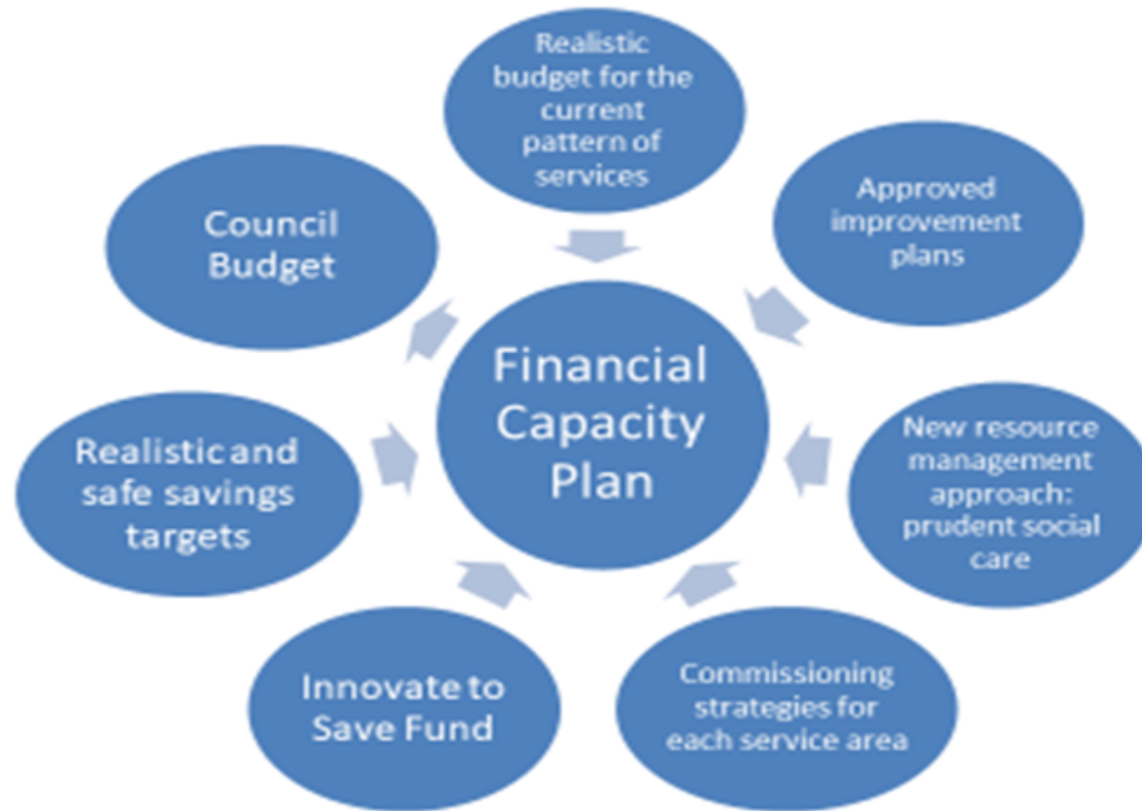 Realistic
budget for the
current
pattern of
services
Approved
improvement
plans
New resource
management
approach:
prudent social
care
Commissioning
strategies for
each service area
Innovate to
Save Fund
Realistic and
safe savings
targets
Council
Budget
Financial
Capacity
Plan